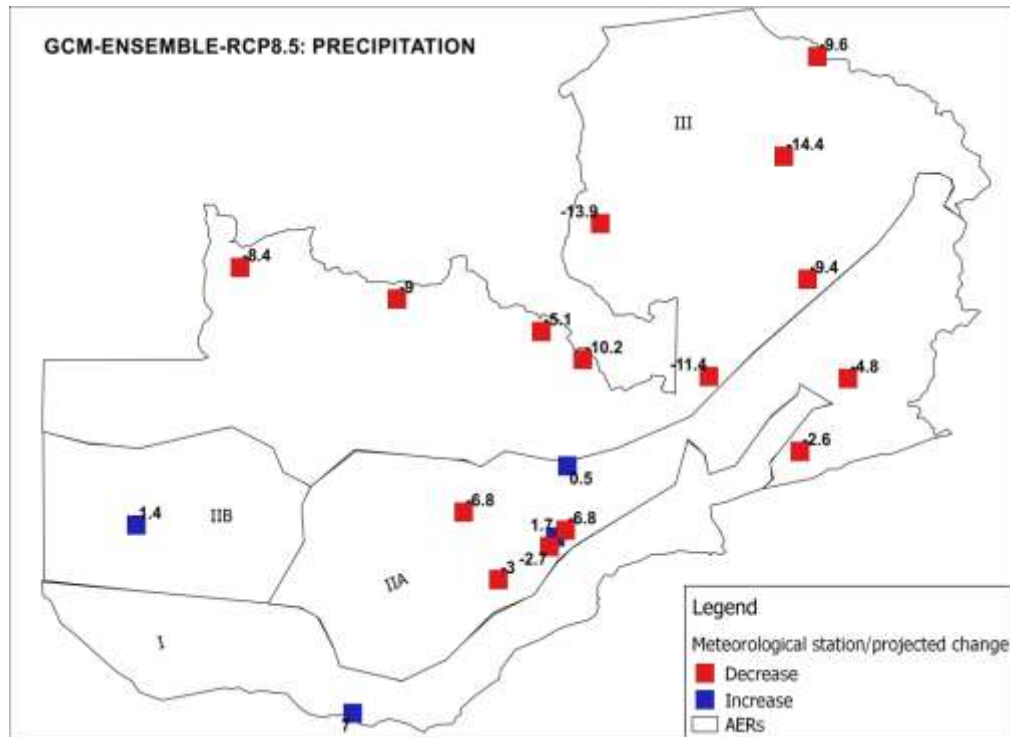 GCM-ENSEMBLE-RCP8.5: PRECIPITATION
-9.6
III
-14.4
-13.9
-8.4
-9.4
-9
-5.1
-10.2
-11.4
-4.8
-2.6
0.5
-6.8
1.4
IIB
1.7
-6.8
-2.7
-3
IIA
I
7
Legend
Meteorological station/projected change
Decrease
Increase
AERs